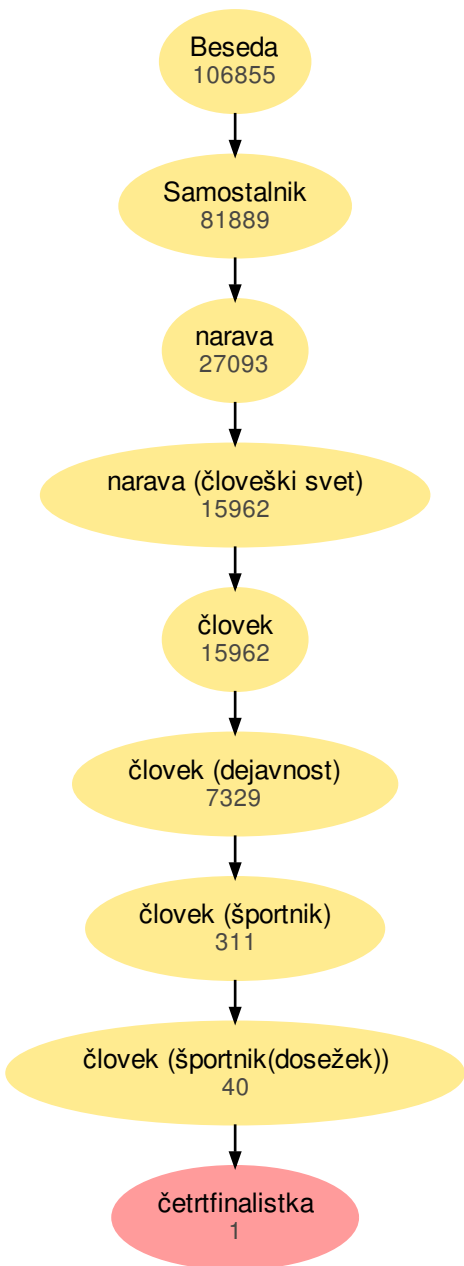 Beseda
106855
Samostalnik
81889
narava
27093
narava (človeški svet)
15962
človek
15962
človek (dejavnost)
7329
človek (športnik)
311
človek (športnik(dosežek))
40
četrtfinalistka
1